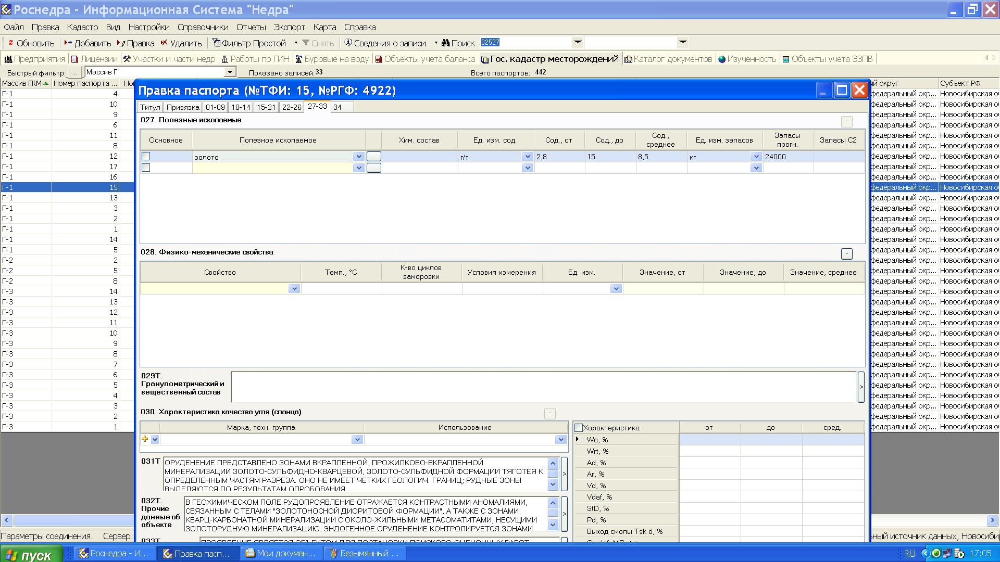 Роснедра - Информационная Система "Недра"
Файл Правка Кадастр Вид Настройки Справочники Отчеты Экспорт Карта Справка
Обновить Добавить Правка Удалить Фильтр Простой Снять Сведения о записи Поиск 02527
Предприятия Лицензии Участки и части недр Работы по ГИН Буровые на воду Объекты учета баланса Гос. кадастр месторождений Каталог документов Изученность Объекты учета ЭЗПВ
Быстрый фильтр: ... Массив Г Показано записей: 33 Всего паспортов: 442
Массив ГКМ Номер паспорта ... Но й округ Субъект РФ
Правка паспорта (№ТФИ: 15, №РГФ: 4922)
Г-1 4 федеральный окр... Новосибирская о
Г-1 10 федеральный окр... Новосибирская о
Г-1 9 федеральный окр... Новосибирская о
Г-1 6 федеральный окр... Новосибирская о
Г-1 11 федеральный окр... Новосибирская о
Г-1 8 федеральный окр... Новосибирская о
Г-1 12 федеральный окр... Новосибирская о
Г-1 17 федеральный окр... Новосибирская о
Г-1 16 федеральный окр... Новосибирская о
Г-1 15 федеральный окр... Новосибирская о
Г-1 13 федеральный окр... Новосибирская о
Г-1 3 федеральный окр... Новосибирская о
Г-1 2 федеральный окр... Новосибирская о
Г-1 1 федеральный окр... Новосибирская о
Г-1 14 федеральный окр... Новосибирская о
Г-1 5 федеральный окр... Новосибирская о
Г-2 2 федеральный окр... Новосибирская о
Г-2 5 федеральный окр... Новосибирская о
Г-2 8 федеральный окр... Новосибирская о
Г-3 14 федеральный окр... Новосибирская о
Г-3 13 федеральный окр... Новосибирская о
Г-3 12 федеральный окр... Новосибирская о
Г-3 11 федеральный окр... Новосибирская о
Г-3 10 федеральный окр... Новосибирская о
Г-3 9 федеральный окр... Новосибирская о
Г-3 8 федеральный окр... Новосибирская о
Г-3 7 федеральный окр... Новосибирская о
Г-3 6 федеральный окр... Новосибирская о
Г-3 5 федеральный окр... Новосибирская о
Г-3 4 федеральный окр... Новосибирская о
Г-3 3 федеральный окр... Новосибирская о
Г-3 2 федеральный окр... Новосибирская о
Г-3 1 федеральный окр... Новосибирская о
Титул Привязка 01-09 10-14 15-21 22-26 27-33 34
027. Полезные ископаемые -
Основное Полезное ископаемое Хим. состав Ед. изм. сод. Сод., от Сод., до Сод., среднее Ед. изм. запасов Запасы прогн. Запасы С2
золото г/т 2,8 15 8,5 кг 24000
028. Физико-механические свойства -
Свойство Темп., °С К-во циклов заморозки Условия измерения Ед. изм. Значение, от Значение, до Значение, среднее
029Т.
Гранулометрический и
вещественный состав
>
030. Характеристика качества угля (сланца) -
Марка, техн. группа Использование
Характеристика от до сред.
Wa, %
Wrt, %
Ad, %
Ar, %
Vd, %
Vdaf, %
StD, %
Pd, %
Выход смолы Tsk d, %
031Т
ОРУДЕНЕНИЕ ПРЕДСТАВЛЕНО ЗОНАМИ ВКРАПЛЕННОЙ, ПРОЖИЛКОВО-ВКРАПЛЕННОЙ
МИНЕРАЛИЗАЦИИ ЗОЛОТО-СУЛЬФИДНО-КВАРЦЕВОЙ, ЗОЛОТО-СУЛЬФИДНОЙ ФОРМАЦИИ ТЯГОТЕЯ К
ОПРЕДЕЛЕННЫМ ЧАСТЯМ РАЗРЕЗА. ОНО НЕ ИМЕЕТ ЧЕТКИХ ГЕОЛОГИЧ. ГРАНИЦ; РУДНЫЕ ЗОНЫ
ВЫДЕЛЯЮТСЯ ПО РЕЗУЛЬТАТАМ ОПРОБОВАНИЯ
>
032Т.
Прочие
данные об
объекте
В ГЕОХИМИЧЕСКОМ ПОЛЕ РУДОПРОЯВЛЕНИЕ ОТРАЖАЕТСЯ КОНТРАСТНЫМИ АНОМАЛИЯМИ,
СВЯЗАННЫМ С ТЕЛАМИ "ЗОЛОТОНОСНОЙ ДИОРИТОВОЙ ФОРМАЦИИ", А ТАКЖЕ С ЗОНАМИ
КВАРЦ-КАРБОНАТНОЙ МИНЕРАЛИЗАЦИИ С ОКОЛО-ЖИЛЬНЫМИ МЕТАСОМАТИТАМИ, НЕСУЩИМИ
ЗОЛОТОРУДНУЮ МИНЕРАЛИЗАЦИЮ. ЭНДОГЕННОЕ ОРУДЕНЕНИЕ КОНТРОЛИРУЕТСЯ ЗОНАМИ
>
033Т
ПРОЯВЛЕНИЕ ЯВЛЯЕТСЯ ОБЪЕКТОМ ДЛЯ ПОСТАНОВКИ ПОИСКОВО-ОЦЕНОЧНЫХ РАБОТ
Параметры соединения. Сервер: ный источник данных, Новосиби
пуск Роснедра - И... Правка пасп... Мои докумен... Безымянный ... RU 17:05